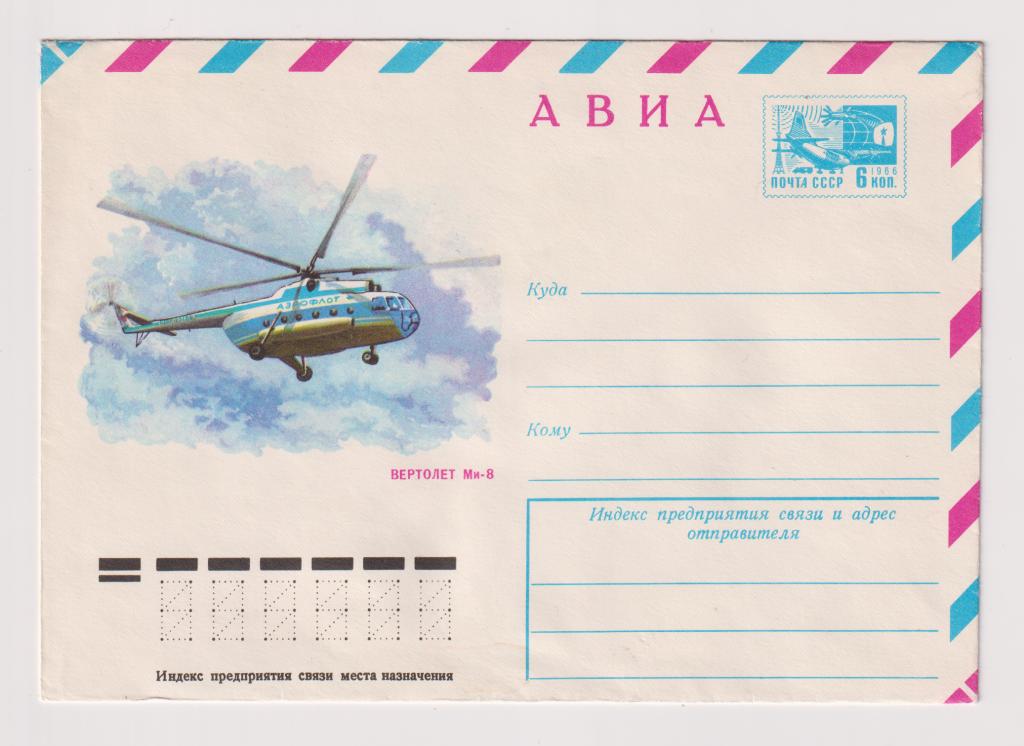 АВИА
ПОЧТА СССР 6 1966 КОП.
Куда
АЭРОФЛОТ
Кому
ВЕРТОЛЕТ Ми-8
Индекс предприятия связи и адрес
отправителя
Индекс предприятия связи места назначения